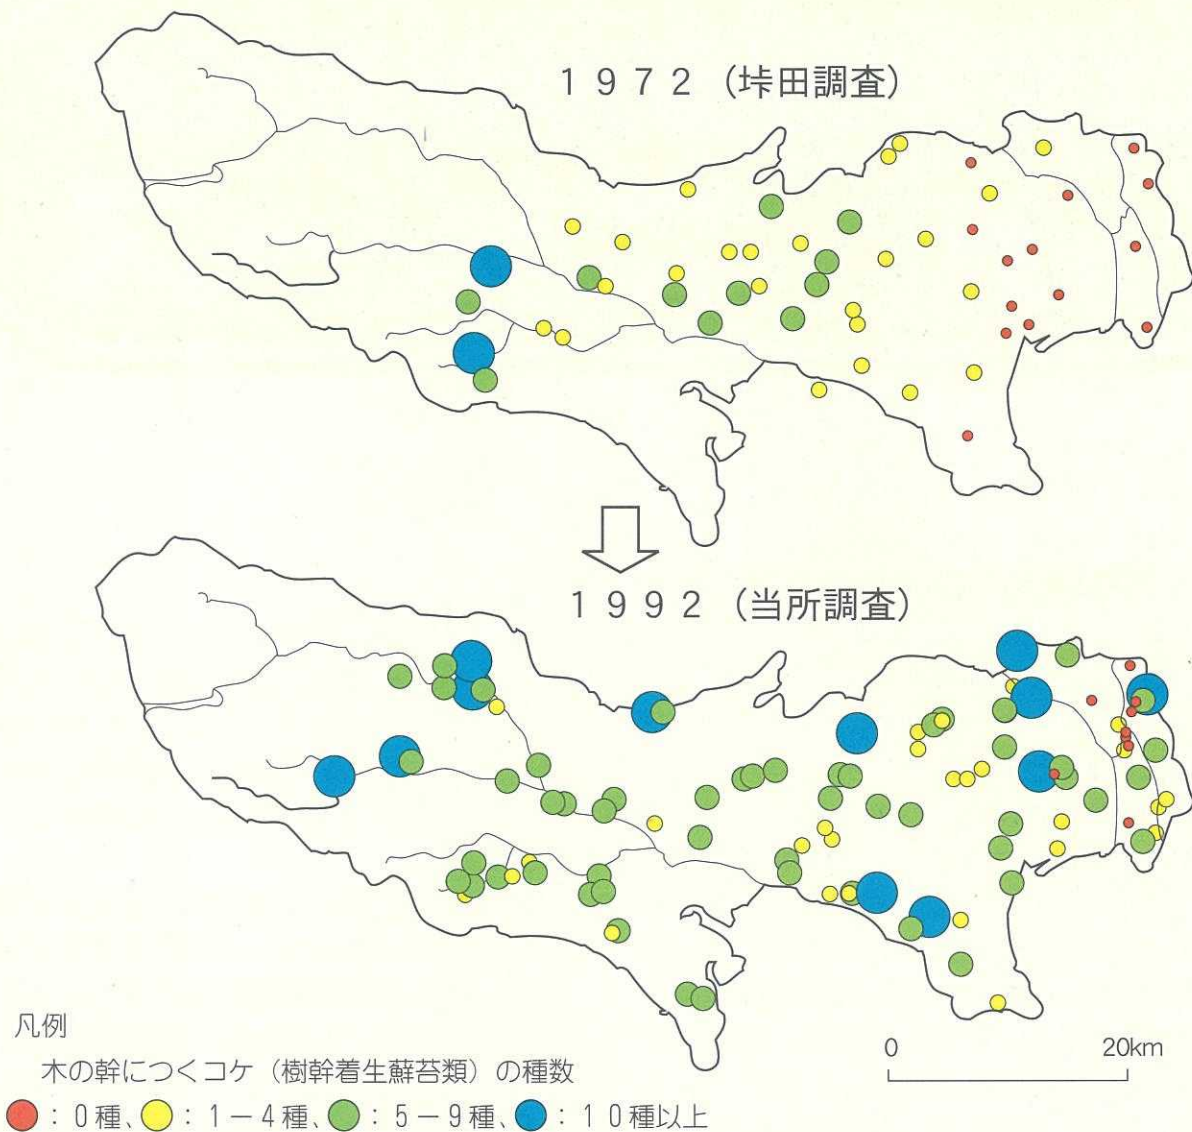 １９７２（垰田調査）
１９９２（当所調査）
凡例
木の幹につくコケ（樹幹着生蘚苔類）の種数
：０種、：１－４種、：５－９種、：１０種以上
0 20km